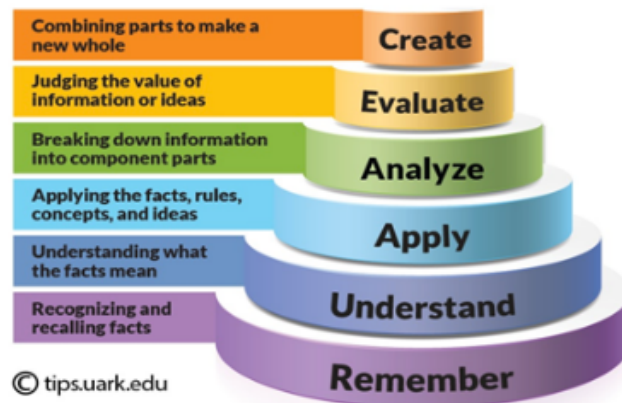 Combining parts to make a
new whole
Create
Judging the value of
information or ideas
Evaluate
Breaking down information
into component parts
Analyze
Applying the facts, rules,
concepts, and ideas
Apply
Understanding what
the facts mean
Understand
Recognizing and
recalling facts
Remember
© tips.uark.edu